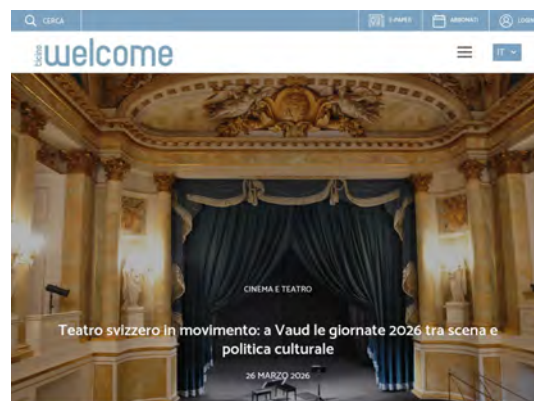 CERCA
E-PAPER
ABBONATI
LOGIN
ticino
welcome
IT
CINEMA E TEATRO
Teatro svizzero in movimento: a Vaud le giornate 2026 tra scena e
politica culturale
26 MARZO 2026